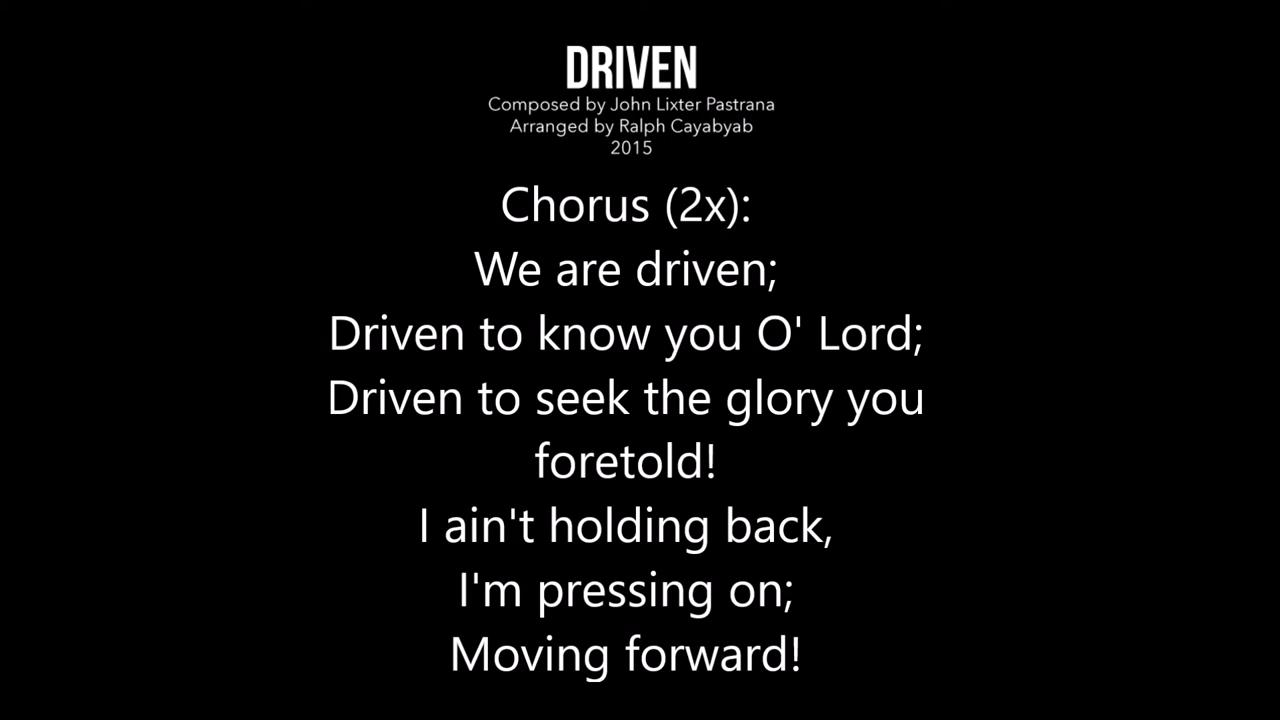 DRIVEN
Composed by John Lixter Pastrana
Arranged by Ralph Cayabyab
2015
Chorus (2x):
We are driven;
Driven to know you O' Lord;
Driven to seek the glory you
foretold!
I ain't holding back,
I'm pressing on;
Moving forward!